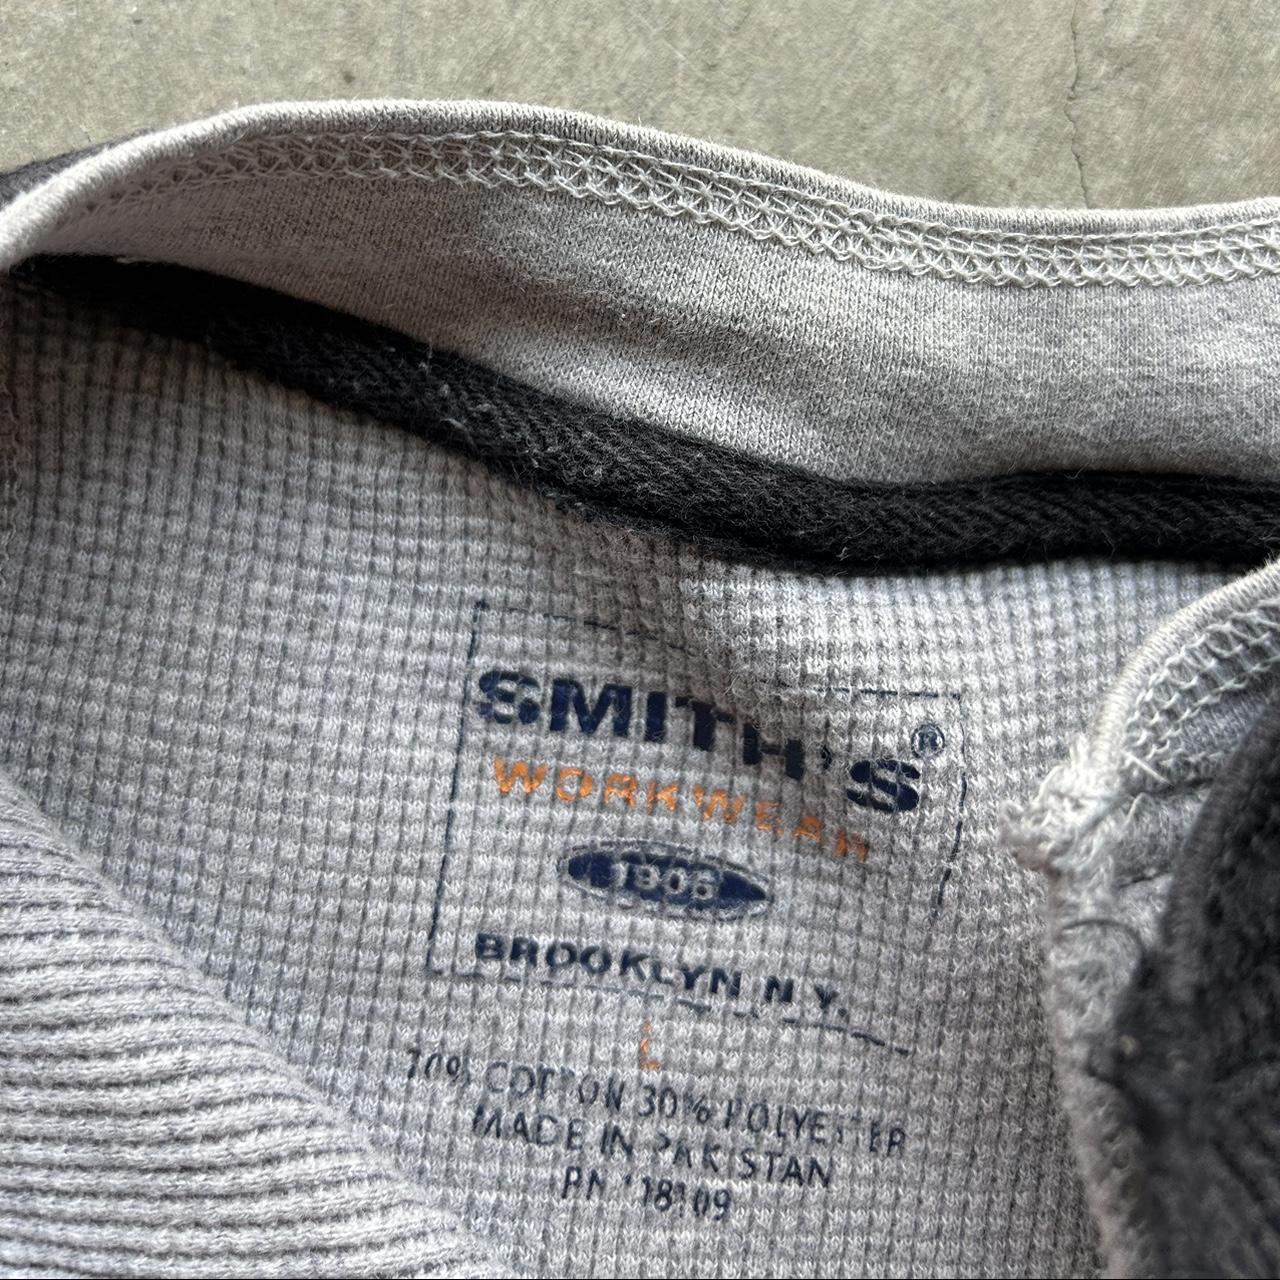 SMITH'S®
WORKWEAR
1906
BROOKLYN N.Y.
L
70% COTTON 30% POLYESTER
MADE IN PAKISTAN